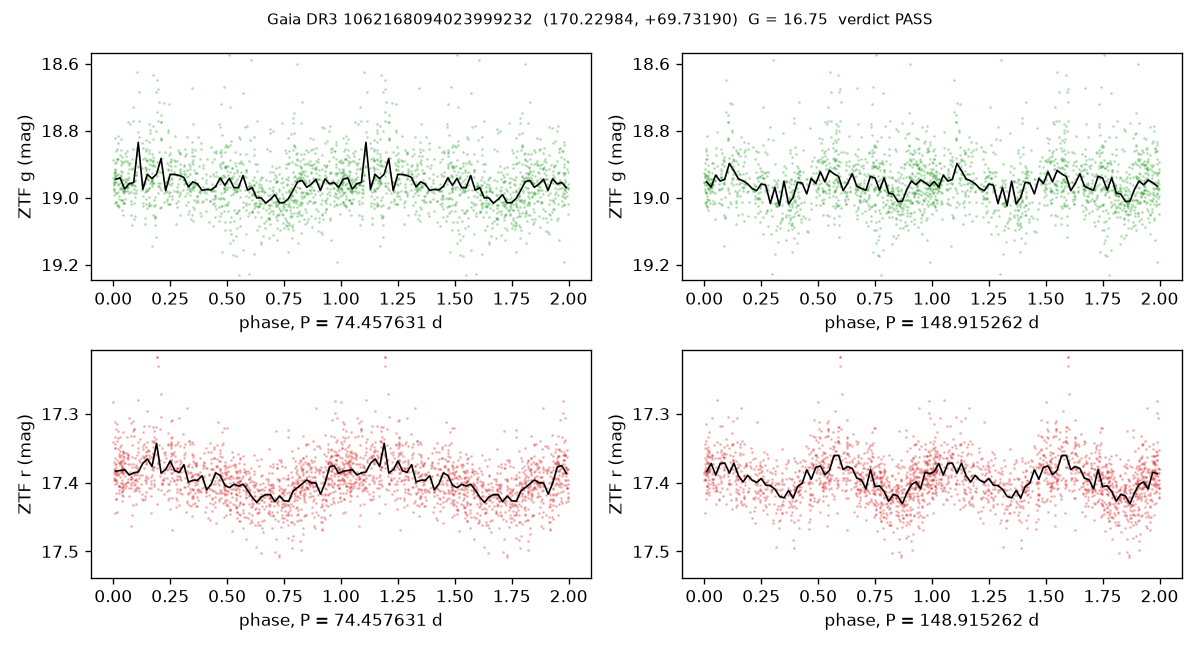 Gaia DR3 1062168094023999232  (170.22984, +69.73190)  G = 16.75  verdict PASS
ZTF g (mag)
18.6
18.8
19.0
19.2
0.00 0.25 0.50 0.75 1.00 1.25 1.50 1.75 2.00
phase, P = 74.457631 d
ZTF g (mag)
18.6
18.8
19.0
19.2
0.00 0.25 0.50 0.75 1.00 1.25 1.50 1.75 2.00
phase, P = 148.915262 d
ZTF r (mag)
17.3
17.4
17.5
0.00 0.25 0.50 0.75 1.00 1.25 1.50 1.75 2.00
phase, P = 74.457631 d
ZTF r (mag)
17.3
17.4
17.5
0.00 0.25 0.50 0.75 1.00 1.25 1.50 1.75 2.00
phase, P = 148.915262 d